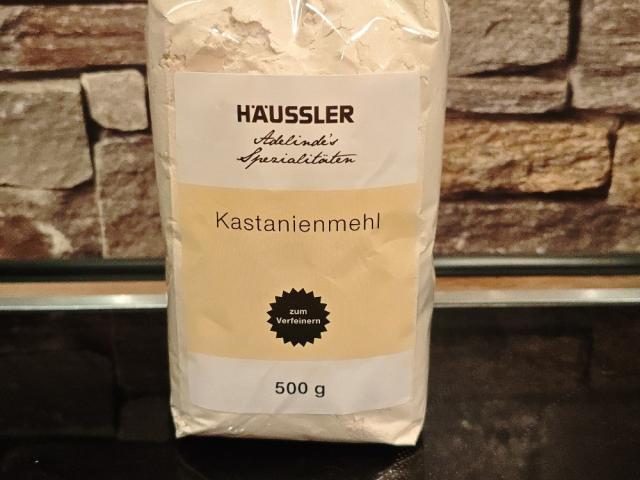 HÄUSSLER
Adelinde's
Spezialitäten
Kastanienmehl
zum
Verfeinern
500 g